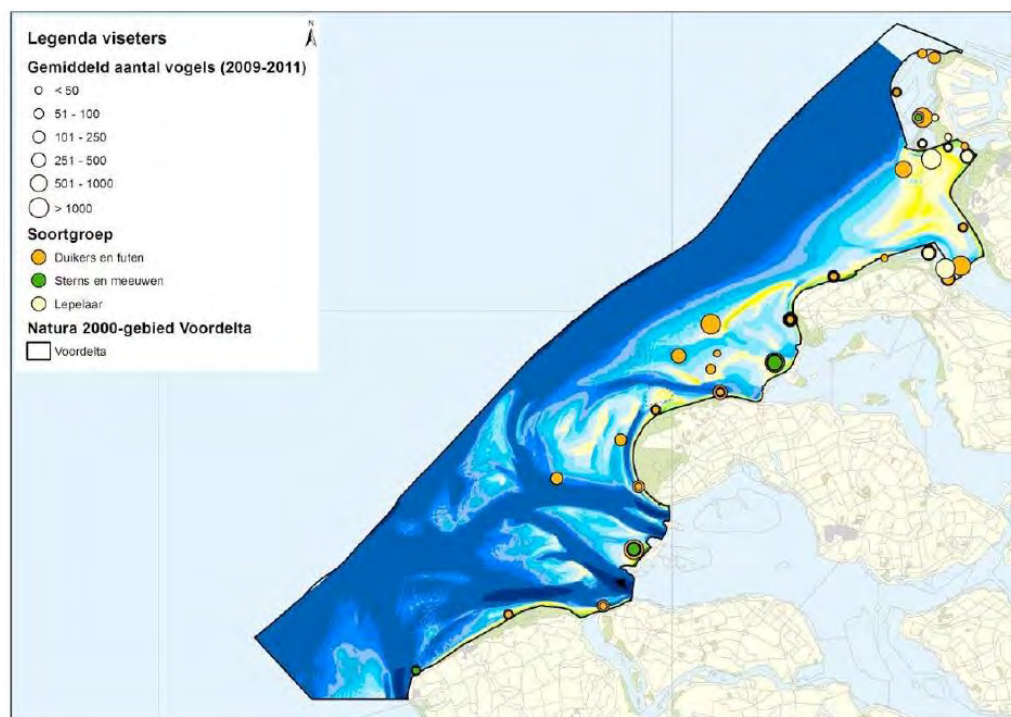 Legenda viseters
N
Gemiddeld aantal vogels (2009-2011)
< 50
51 - 100
101 - 250
251 - 500
501 - 1000
> 1000
Soortgroep
Duikers en futen
Sterns en meeuwen
Lepelaar
Natura 2000-gebied Voordelta
Voordelta